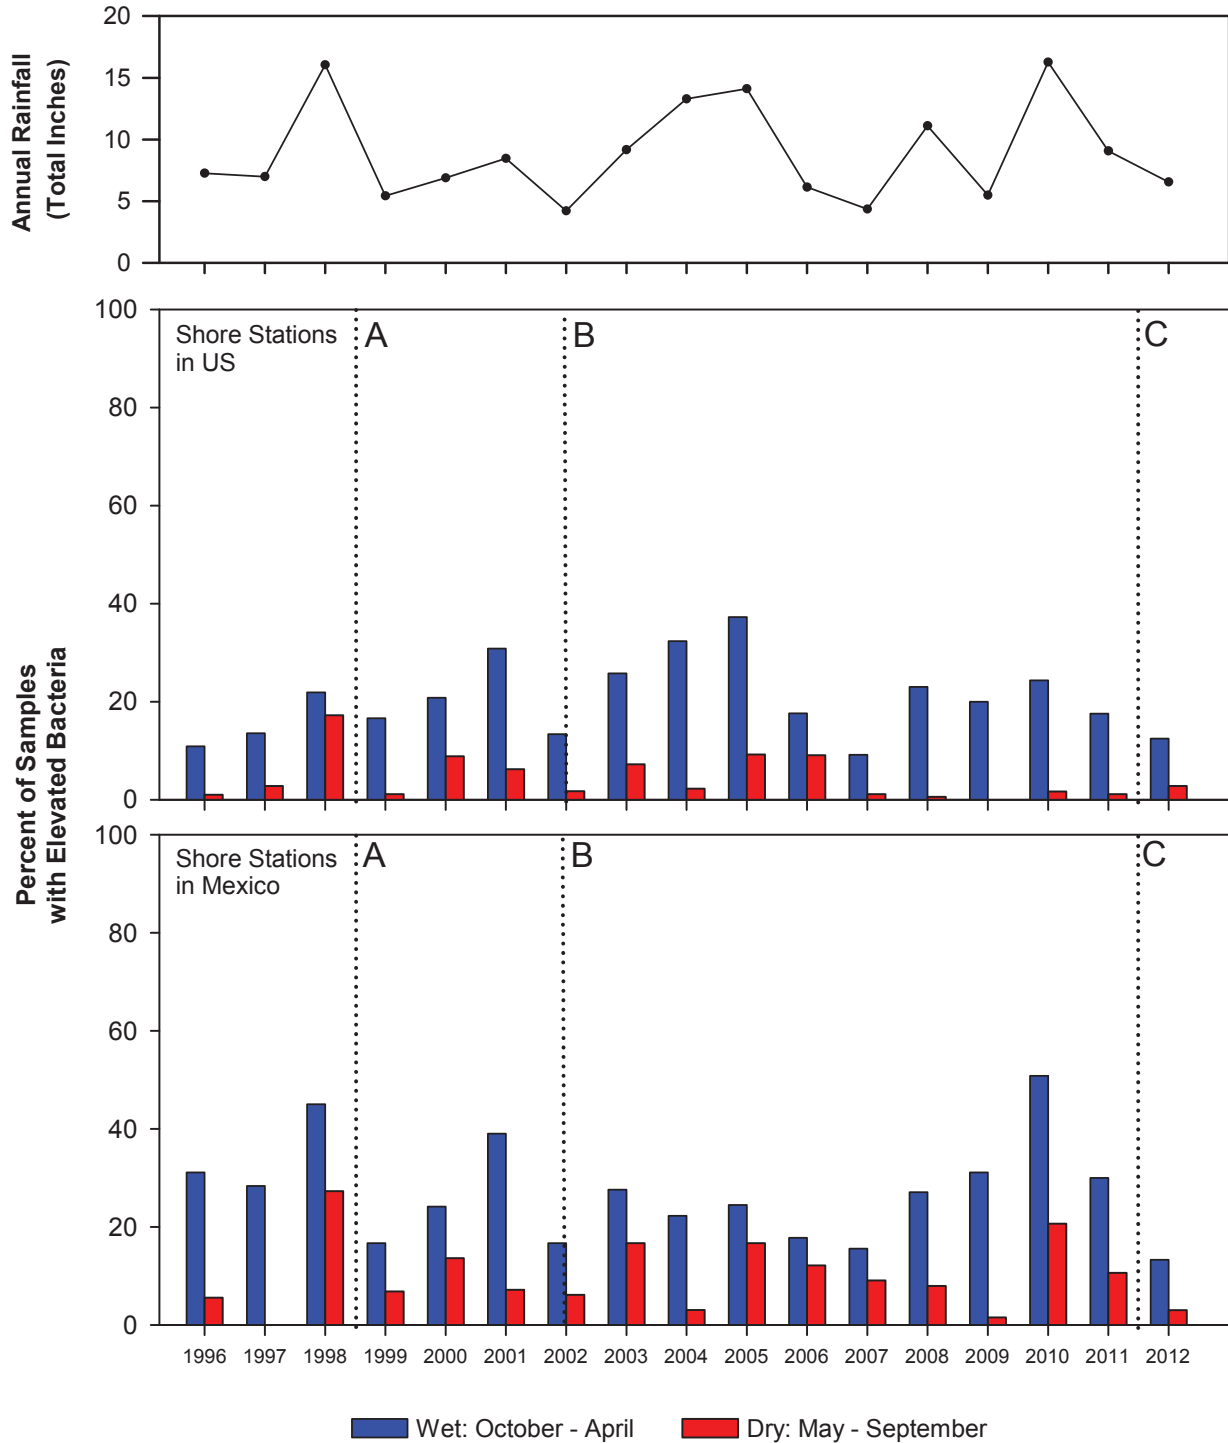 Annual Rainfall
(Total Inches)
20
15
10
5
0
Percent of Samples
with Elevated Bacteria
100
80
60
40
20
0
Shore Stations
in US
A
B
C
100
80
60
40
20
0
Shore Stations
in Mexico
A
B
C
1996 1997 1998 1999 2000 2001 2002 2003 2004 2005 2006 2007 2008 2009 2010 2011 2012
Wet: October - April Dry: May - September